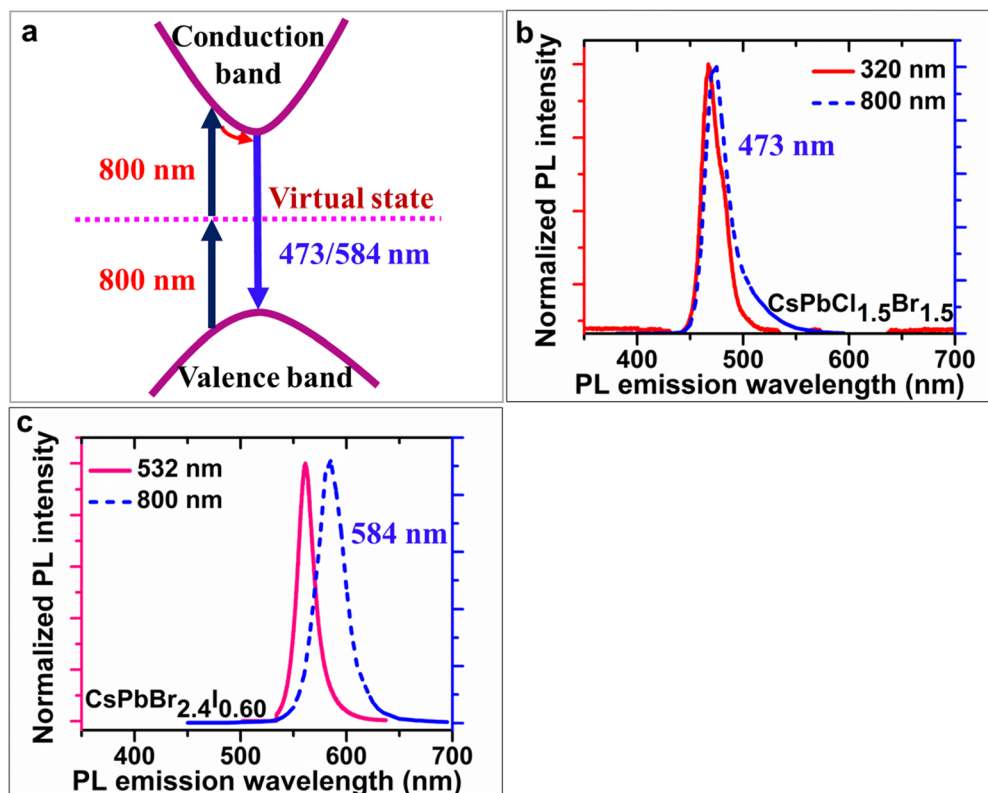 a
Conduction
band
800 nm
Virtual state
473/584 nm
800 nm
Valence band
b
320 nm
800 nm
473 nm
CsPbCl1.5Br1.5
Normalized PL intensity
400 500 600 700
PL emission wavelength (nm)
c
532 nm
800 nm
584 nm
CsPbBr2.4I0.60
Normalized PL intensity
400 500 600 700
PL emission wavelength (nm)